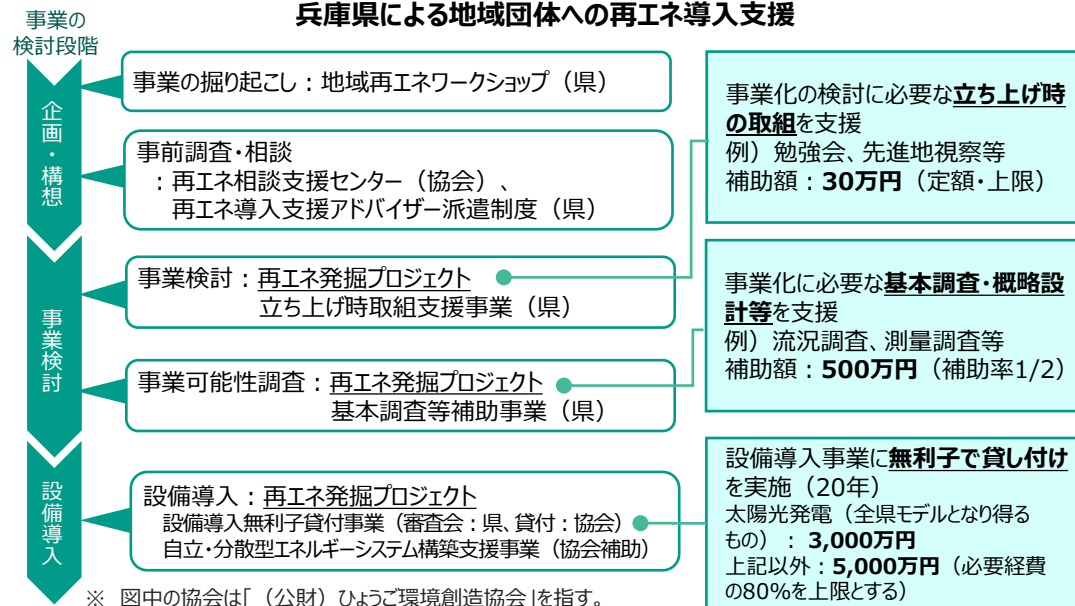 兵庫県による地域団体への再エネ導入支援
事業の
検討段階
企画・構想
事業の掘り起こし：地域再エネワークショップ（県）
事前調査・相談
：再エネ相談支援センター（協会）、
再エネ導入支援アドバイザー派遣制度（県）
事業検討
事業検討：再エネ発掘プロジェクト
立ち上げ時取組支援事業（県）
事業可能性調査：再エネ発掘プロジェクト
基本調査等補助事業（県）
設備導入
設備導入：再エネ発掘プロジェクト
設備導入無利子貸付事業（審査会：県、貸付：協会）
自立・分散型エネルギーシステム構築支援事業（協会補助）
事業化の検討に必要な立ち上げ時
の取組を支援
例）勉強会、先進地視察等
補助額：30万円（定額・上限）
事業化に必要な基本調査・概略設
計等を支援
例）流況調査、測量調査等
補助額：500万円（補助率1/2）
設備導入事業に無利子で貸し付け
を実施（20年）
太陽光発電（全県モデルとなり得る
もの）：3,000万円
上記以外：5,000万円（必要経費
の80%を上限とする）
※ 図中の協会は「（公財）ひょうご環境創造協会」を指す。